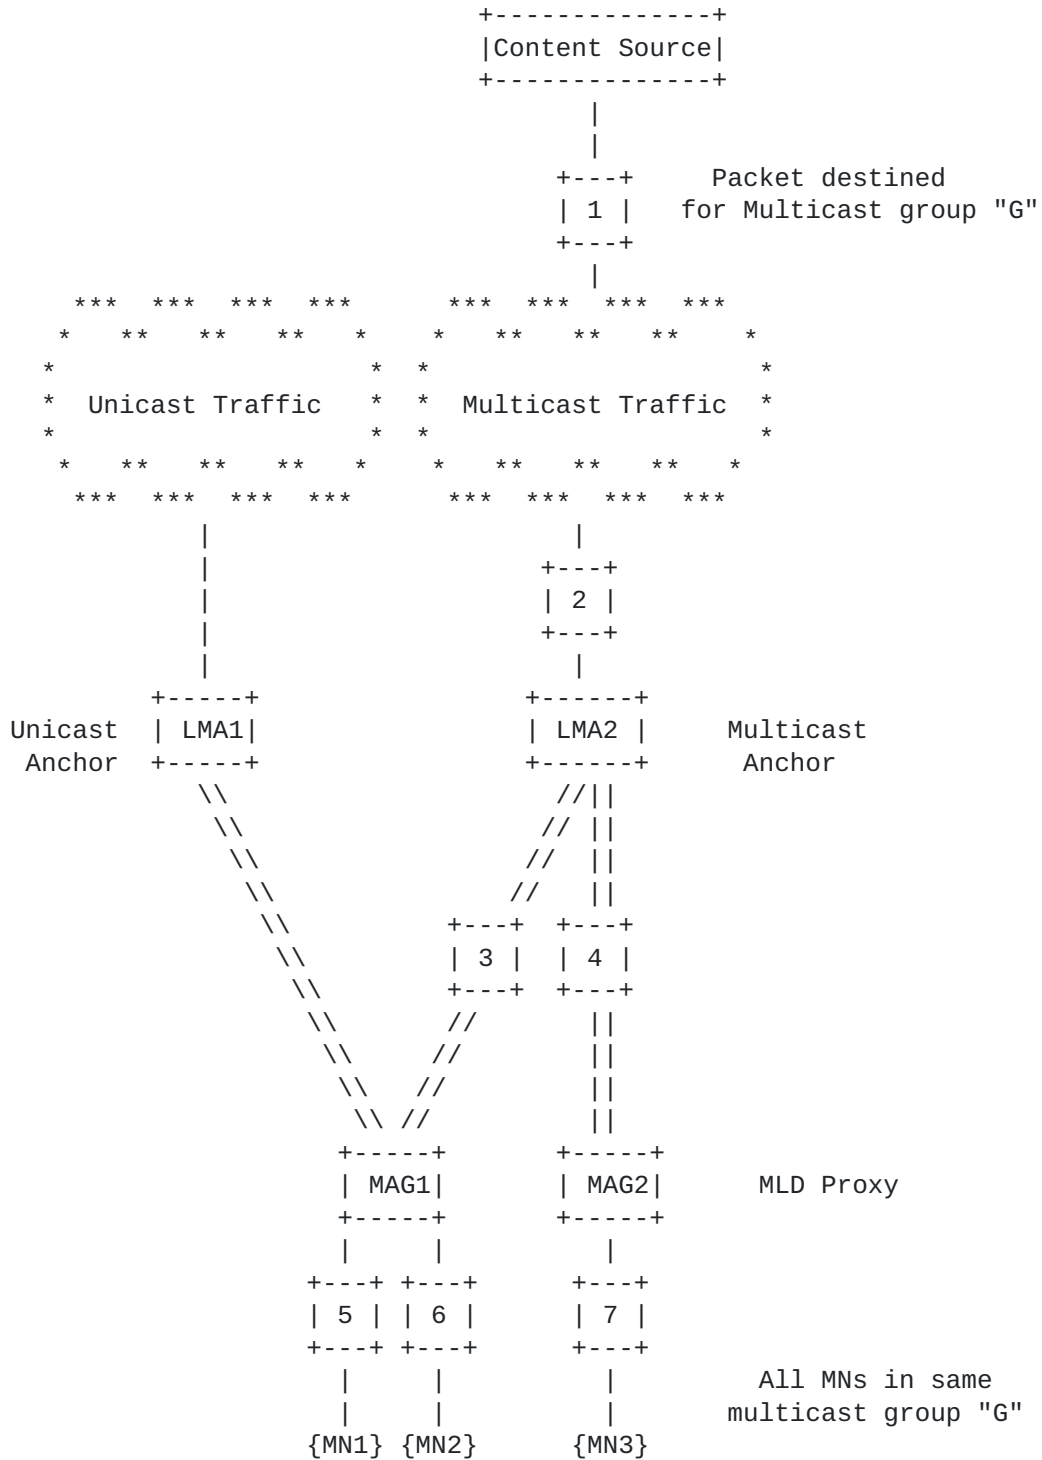 Content Source
Packet destined
1 for Multicast group "G"
Unicast Traffic Multicast Traffic
2
Unicast LMA1 LMA2 Multicast
Anchor Anchor
3 4
MAG1 MAG2 MLD Proxy
5 6 7
All MNs in same
multicast group "G"
{MN1} {MN2} {MN3}